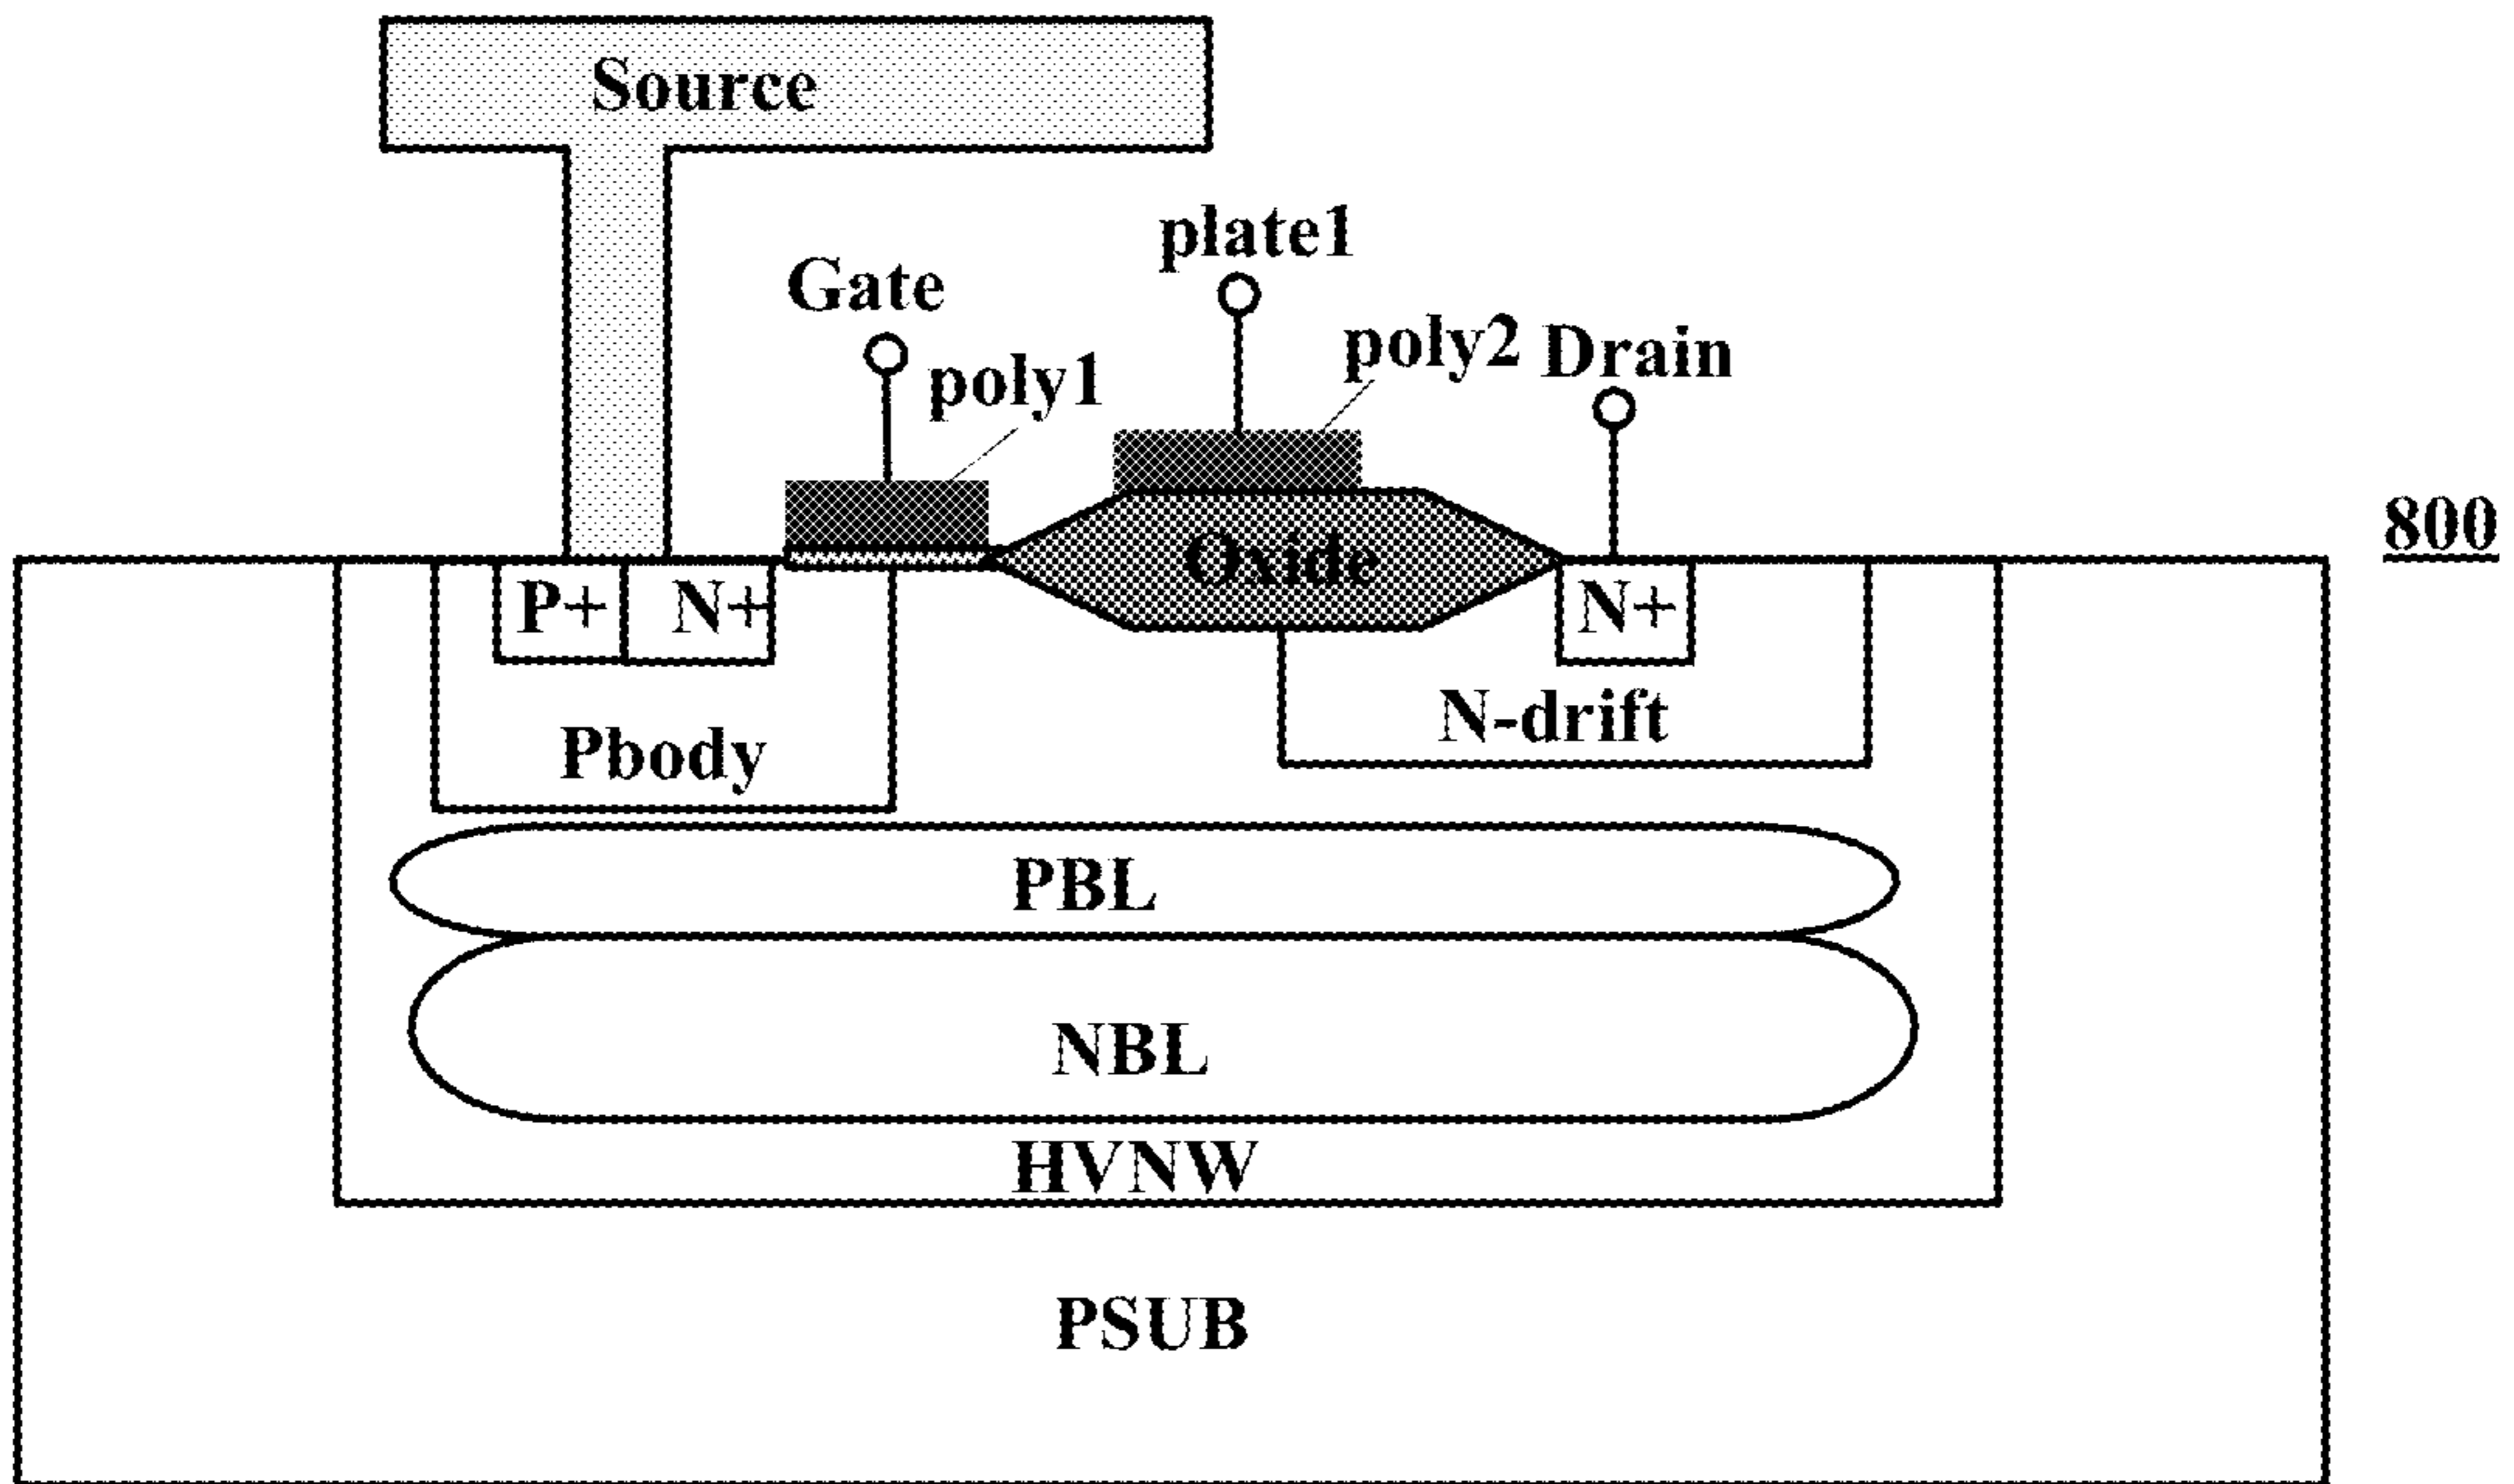 Source
plate1
Gate
poly2 Drain
poly1
800
Oxide
P+ N+ N+
N-drift
Pbody
PBL
NBL
HVNW
PSUB